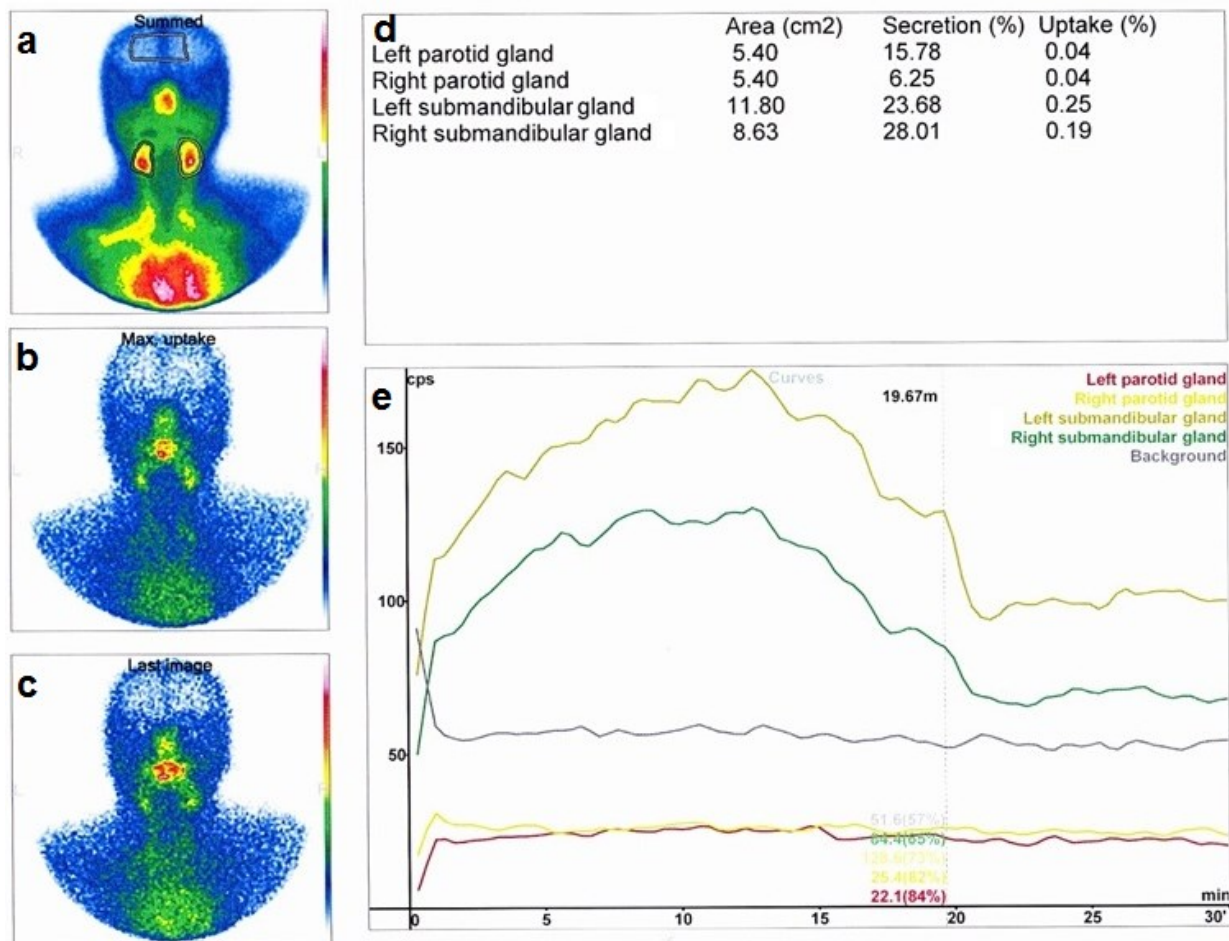 a
Summed
R L
b
Max. uptake
L R
c
Last image
L R
d
Area (cm2) Secretion (%) Uptake (%)
Left parotid gland 5.40 15.78 0.04
Right parotid gland 5.40 6.25 0.04
Left submandibular gland 11.80 23.68 0.25
Right submandibular gland 8.63 28.01 0.19
e
cps
Curves
19.67m
Left parotid gland
Right parotid gland
Left submandibular gland
Right submandibular gland
Background
150
100
50
51.6(57%)
84.4(65%)
128.6(73%)
25.4(82%)
22.1(84%)
min
0 5 10 15 20 25 30'